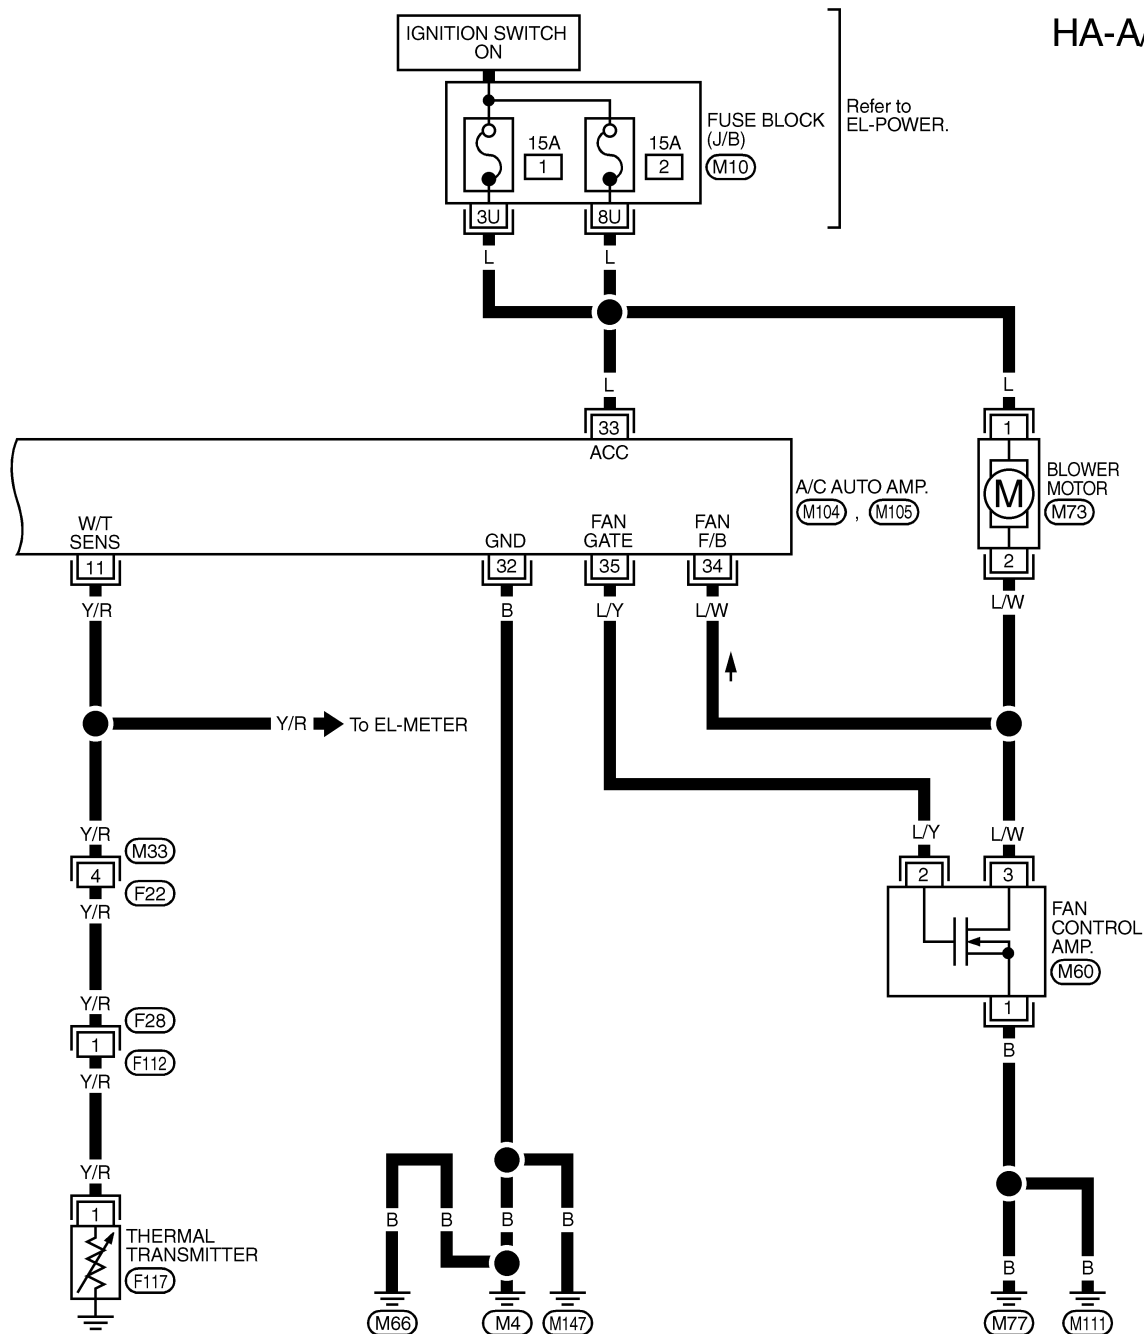 HA-A/
IGNITION SWITCH
ON
Refer to
EL-POWER.
FUSE BLOCK
(J/B)
M10
15A
1
15A
2
3U
8U
L
L
L
L
33
ACC
1
BLOWER
MOTOR
M73
M
2
L/W
A/C AUTO AMP.
M104 , M105
W/T
SENS
GND
FAN
GATE
FAN
F/B
11
32
35
34
Y/R
B
L/Y
L/W
Y/R
To EL-METER
Y/R
M33
4
F22
Y/R
L/Y
L/W
2
3
FAN
CONTROL
AMP.
M60
1
B
Y/R
F28
1
F112
Y/R
Y/R
1
THERMAL
TRANSMITTER
F117
B
B
B
B
B
B
M66
M4
M147
M77
M111